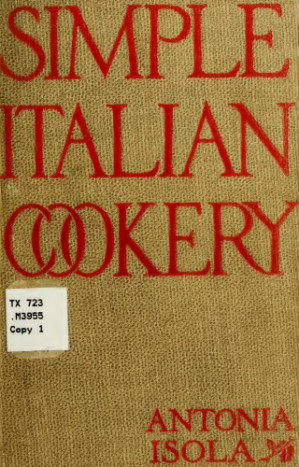 SIMPLE
ITALIAN
COOKERY
TX 723
.M3955
Copy 1
ANTONIA
ISOLA